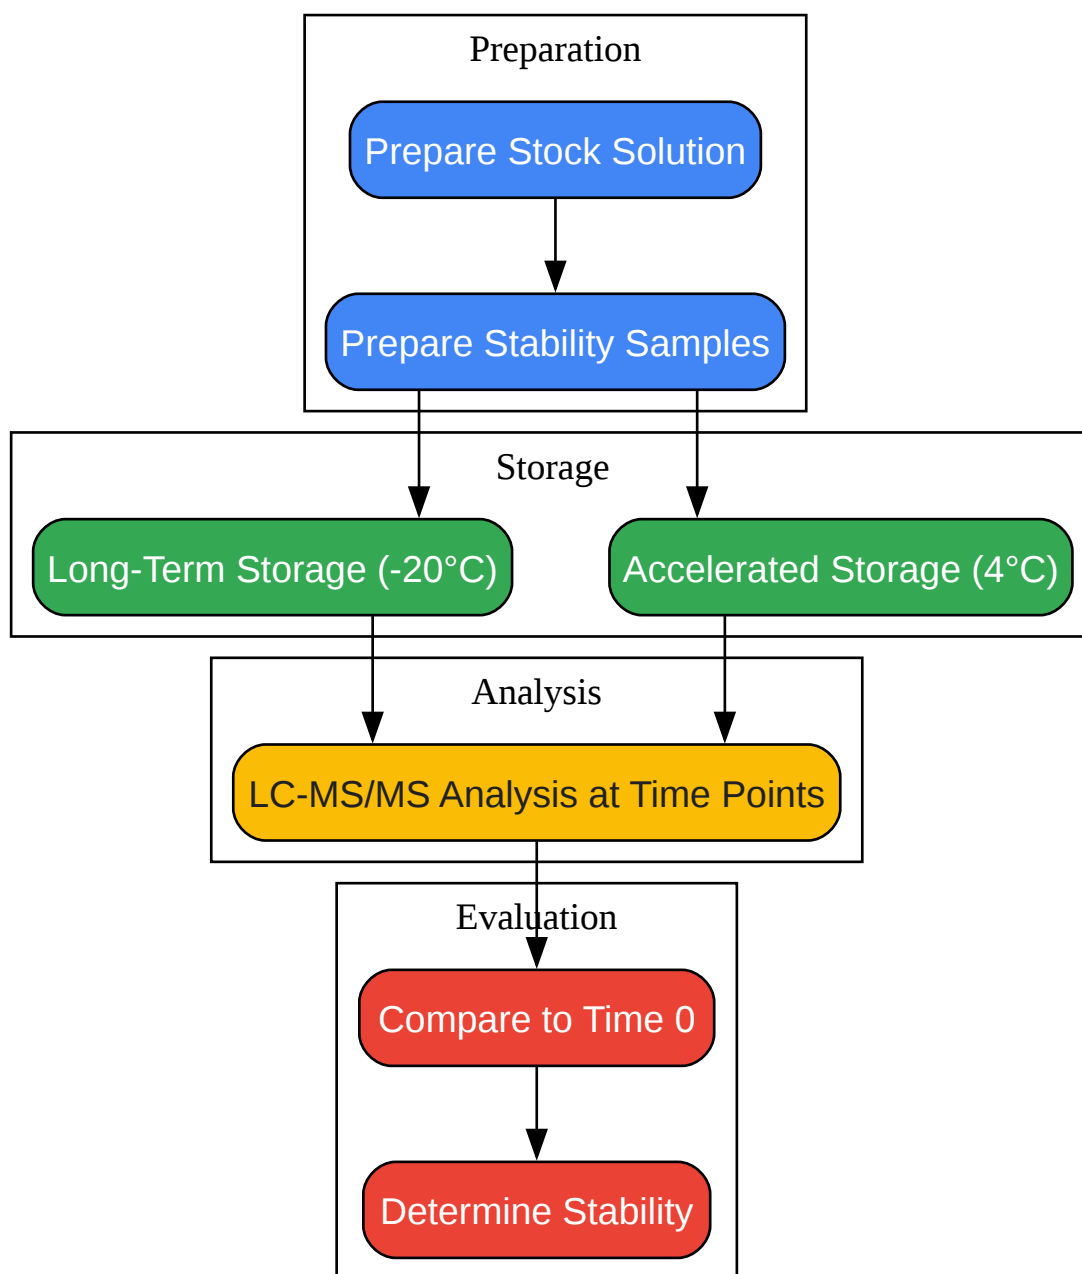 Preparation
Prepare Stock Solution
Prepare Stability Samples
Storage
Long-Term Storage (-20°C)
Accelerated Storage (4°C)
Analysis
LC-MS/MS Analysis at Time Points
Evaluation
Compare to Time 0
Determine Stability